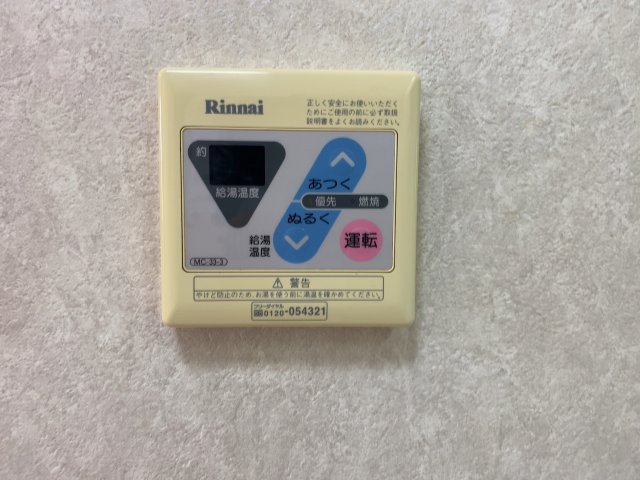 Rinnai
正しく安全にお使いいただく
ためにご使用の前に必ず取扱
説明書をよくお読みください。
約
給湯温度
あつく
優先 燃焼
ぬるく
給湯
温度
運転
MC-33-3
警告
やけど防止のため、お湯を使う前に湯温を確かめてください。
フリーダイヤル
0120-054321